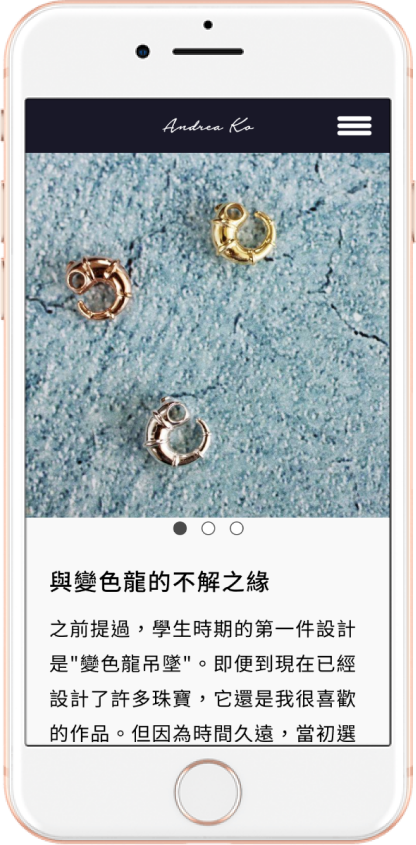 Andrea Ko
與變色龍的不解之緣
之前提過，學生時期的第一件設計
是"變色龍吊墜"。即便到現在已經
設計了許多珠寶，它還是我很喜歡
的作品。但因為時間久遠，當初選